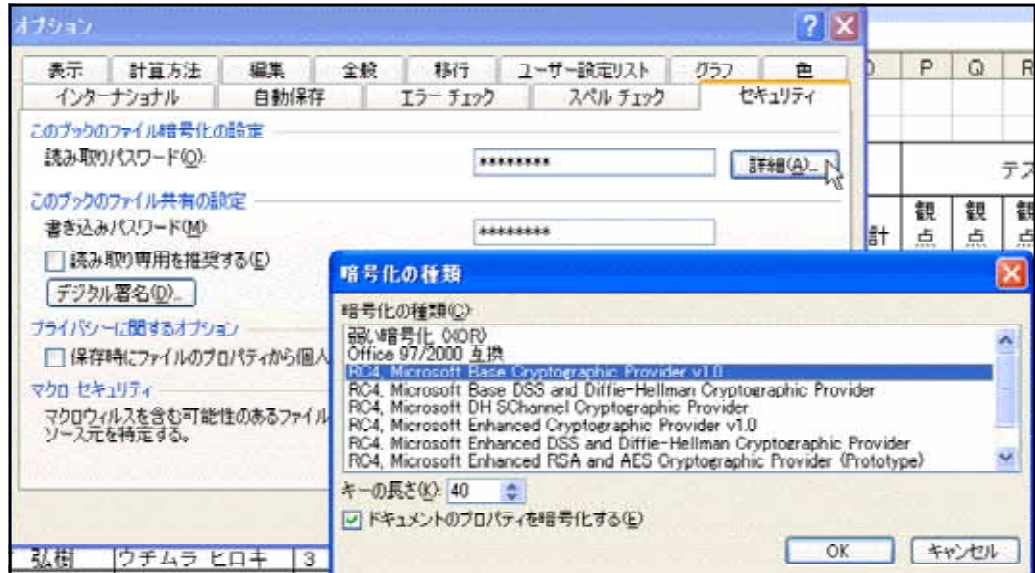 オプション
表示 計算方法 編集 全般 移行 ユーザー設定リスト グラフ 色
インターナショナル 自動保存 エラー チェック スペル チェック セキュリティ
このブックのファイル暗号化の設定
読み取りパスワード(O): ******** 詳細(A)...
このブックのファイル共有の設定
書き込みパスワード(M): ********
読み取り専用を推奨する(E)
デジタル署名(D)...
プライバシーに関するオプション
保存時にファイルのプロパティから個人
マクロ セキュリティ
マクロウィルスを含む可能性のあるファイル
ソース元を特定する。
P Q R
テス
計 観点 観点 観点
暗号化の種類
暗号化の種類(C):
弱い暗号化 (XOR)
Office 97/2000 互換
RC4, Microsoft Base Cryptographic Provider v1.0
RC4, Microsoft Base DSS and Diffie-Hellman Cryptographic Provider
RC4, Microsoft DH SChannel Cryptographic Provider
RC4, Microsoft Enhanced Cryptographic Provider v1.0
RC4, Microsoft Enhanced DSS and Diffie-Hellman Cryptographic Provider
RC4, Microsoft Enhanced RSA and AES Cryptographic Provider (Prototype)
キーの長さ(K): 40
ドキュメントのプロパティを暗号化する(E)
OK キャンセル
弘樹 ウチムラ ヒロキ 3